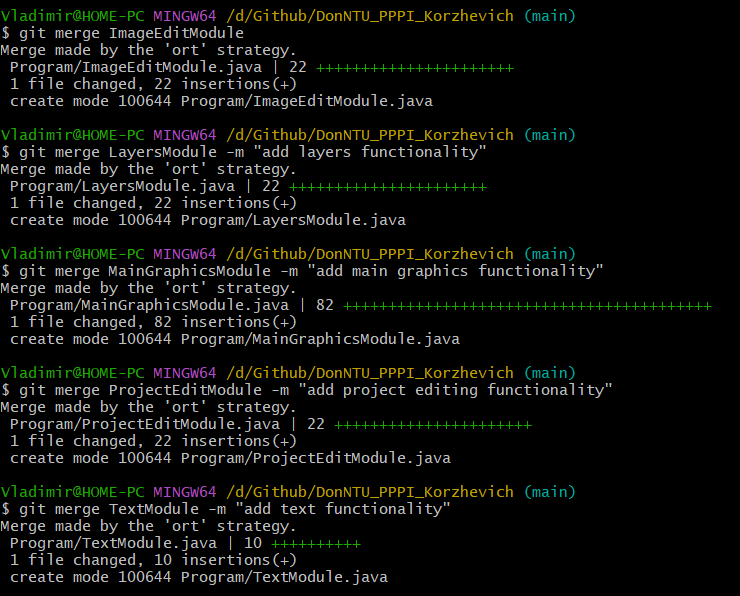 Vladimir@HOME-PC MINGW64 /d/Github/DonNTU_PPPI_Korzhevich (main)
$ git merge ImageEditModule
Merge made by the 'ort' strategy.
 Program/ImageEditModule.java | 22 ++++++++++++++++++++++
 1 file changed, 22 insertions(+)
 create mode 100644 Program/ImageEditModule.java

Vladimir@HOME-PC MINGW64 /d/Github/DonNTU_PPPI_Korzhevich (main)
$ git merge LayersModule -m "add layers functionality"
Merge made by the 'ort' strategy.
 Program/LayersModule.java | 22 ++++++++++++++++++++++
 1 file changed, 22 insertions(+)
 create mode 100644 Program/LayersModule.java

Vladimir@HOME-PC MINGW64 /d/Github/DonNTU_PPPI_Korzhevich (main)
$ git merge MainGraphicsModule -m "add main graphics functionality"
Merge made by the 'ort' strategy.
 Program/MainGraphicsModule.java | 82 +++++++++++++++++++++++++++++++++++++++++
 1 file changed, 82 insertions(+)
 create mode 100644 Program/MainGraphicsModule.java

Vladimir@HOME-PC MINGW64 /d/Github/DonNTU_PPPI_Korzhevich (main)
$ git merge ProjectEditModule -m "add project editing functionality"
Merge made by the 'ort' strategy.
 Program/ProjectEditModule.java | 22 ++++++++++++++++++++++
 1 file changed, 22 insertions(+)
 create mode 100644 Program/ProjectEditModule.java

Vladimir@HOME-PC MINGW64 /d/Github/DonNTU_PPPI_Korzhevich (main)
$ git merge TextModule -m "add text functionality"
Merge made by the 'ort' strategy.
 Program/TextModule.java | 10 ++++++++++
 1 file changed, 10 insertions(+)
 create mode 100644 Program/TextModule.java